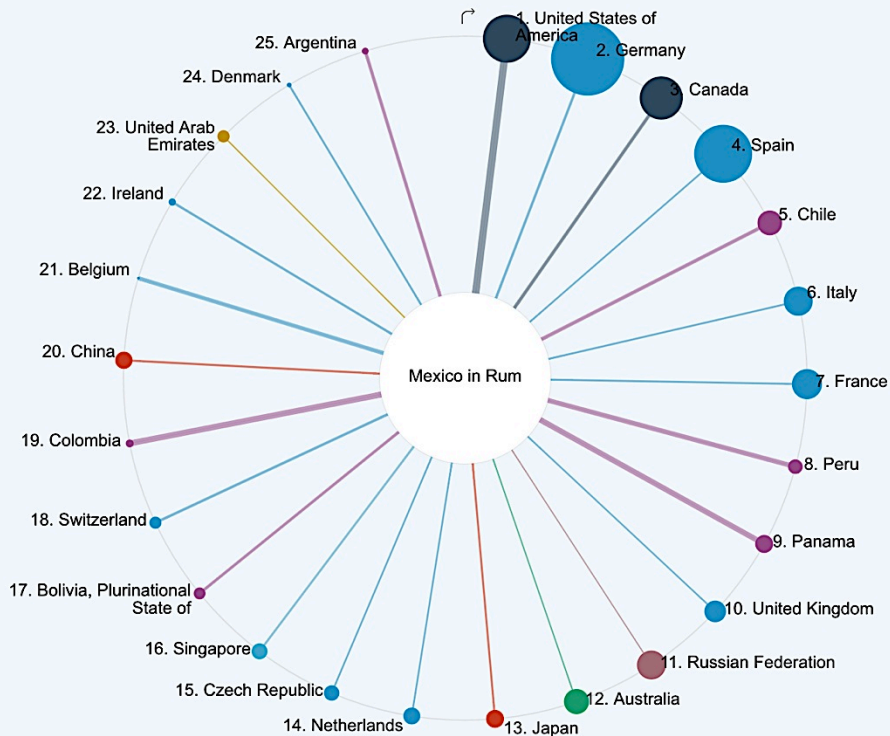 1. United States of
America
2. Germany
3. Canada
4. Spain
5. Chile
6. Italy
7. France
8. Peru
9. Panama
10. United Kingdom
11. Russian Federation
12. Australia
13. Japan
14. Netherlands
15. Czech Republic
16. Singapore
17. Bolivia, Plurinational
State of
18. Switzerland
19. Colombia
20. China
21. Belgium
22. Ireland
23. United Arab
Emirates
24. Denmark
25. Argentina
Mexico in Rum